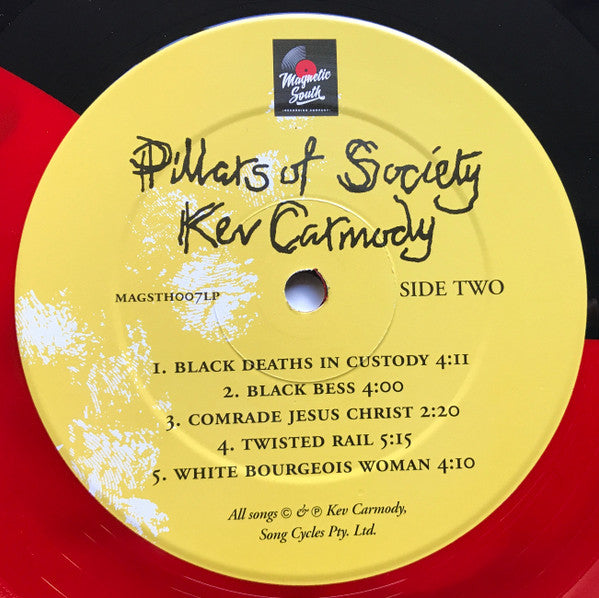 Magnetic
South
RECORDING COMPANY
Pillars of Society
Kev Carmody
MAGSTH007LP
SIDE TWO
1. BLACK DEATHS IN CUSTODY 4:11
2. BLACK BESS 4:00
3. COMRADE JESUS CHRIST 2:20
4. TWISTED RAIL 5:15
5. WHITE BOURGEOIS WOMAN 4:10
All songs © & ℗ Kev Carmody,
Song Cycles Pty. Ltd.